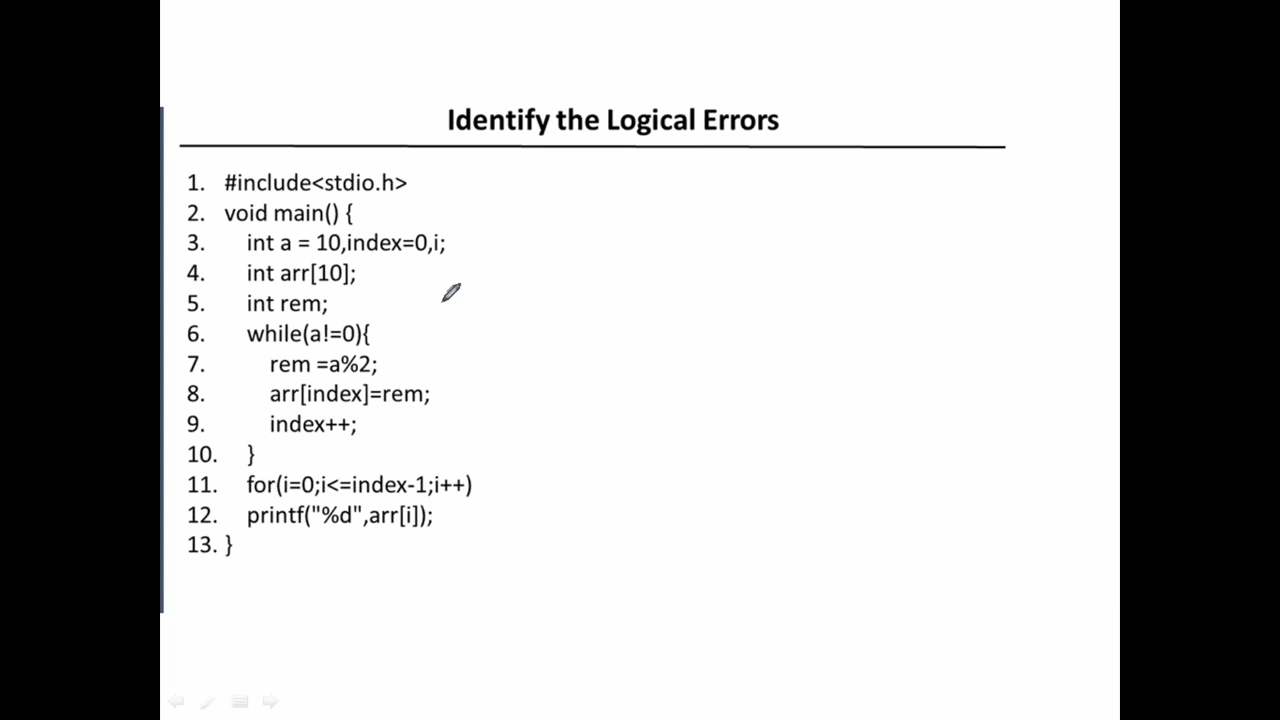 Identify the Logical Errors
1. #include<stdio.h>
2. void main() {
3. int a = 10,index=0,i;
4. int arr[10];
5. int rem;
6. while(a!=0){
7. rem =a%2;
8. arr[index]=rem;
9. index++;
10. }
11. for(i=0;i<=index-1;i++)
12. printf("%d",arr[i]);
13. }